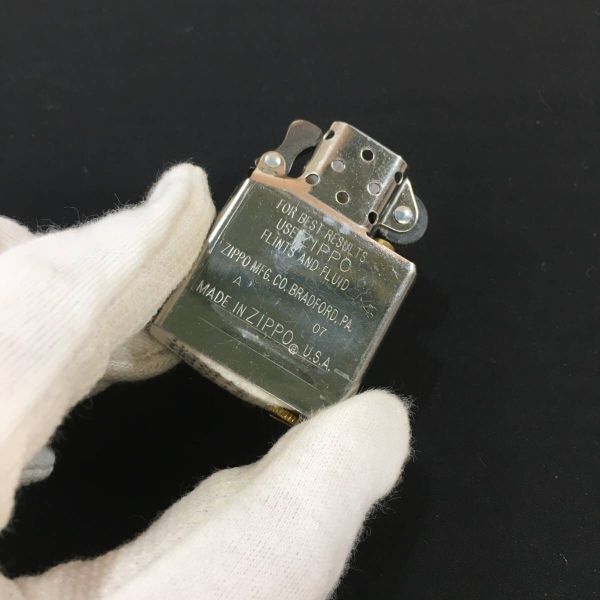 FOR BEST RESULTS
USE ZIPPO
FLINTS AND FLUID
ZIPPO MFG. CO. BRADFORD, PA.
A 07
MADE IN ZIPPO® U.S.A.